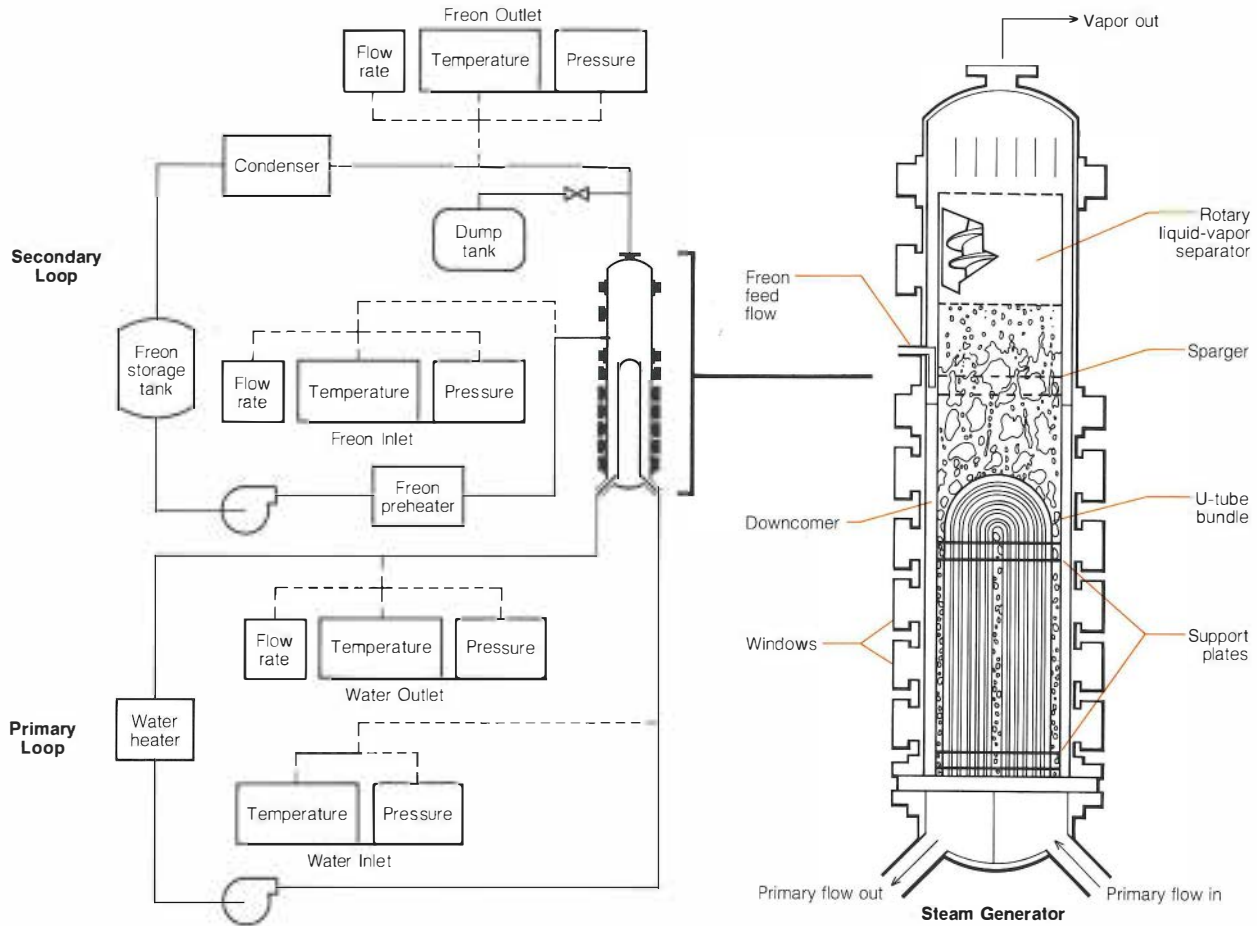 Freon Outlet
Flow
rate
Temperature
Pressure
Condenser
Dump
tank
Secondary
Loop
Freon
storage
tank
Flow
rate
Temperature
Pressure
Freon Inlet
Freon
preheater
Flow
rate
Temperature
Pressure
Water Outlet
Primary
Loop
Water
heater
Temperature
Pressure
Water Inlet
Vapor out
Rotary
liquid-vapor
separator
Freon
feed
flow
Sparger
Downcomer
U-tube
bundle
Windows
Support
plates
Primary flow out
Primary flow in
Steam Generator